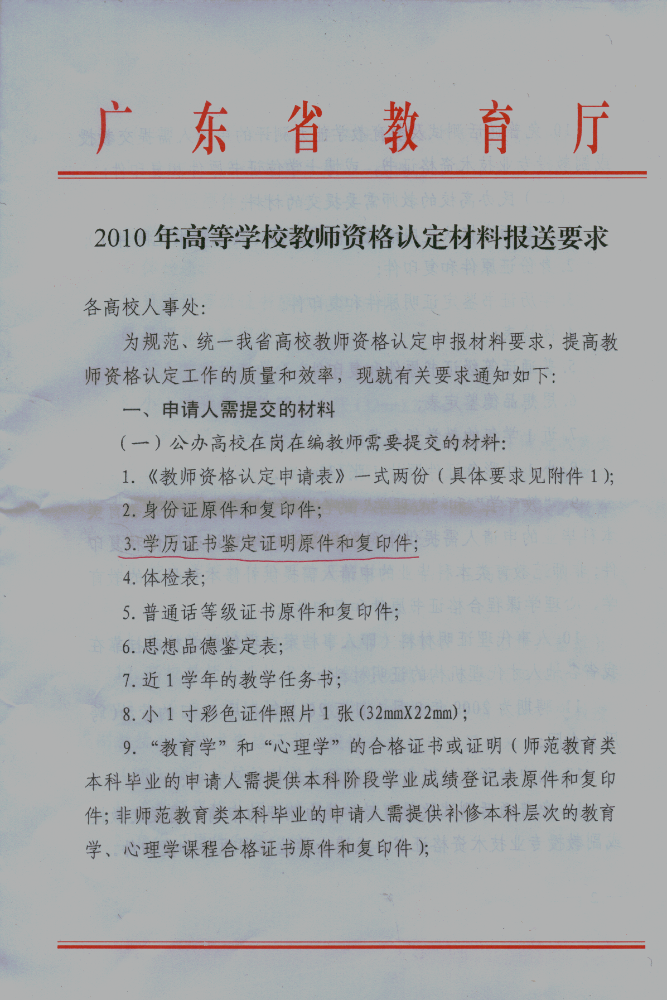 广东省教育厅
2010年高等学校教师资格认定材料报送要求
各高校人事处:
为规范、统一我省高校教师资格认定申报材料要求，提高教
师资格认定工作的质量和效率，现就有关要求通知如下:
一、申请人需提交的材料
（一）公办高校在岗在编教师需要提交的材料:
1.《教师资格认定申请表》一式两份（具体要求见附件1）;
2.身份证原件和复印件;
3.学历证书鉴定证明原件和复印件;
4.体检表;
5.普通话等级证书原件和复印件;
6.思想品德鉴定表;
7.近1学年的教学任务书;
8.小1寸彩色证件照片1张(32mmX22mm);
9.“教育学”和“心理学”的合格证书或证明（师范教育类
本科毕业的申请人需提供本科阶段学业成绩登记表原件和复印
件;非师范教育类本科毕业的申请人需提供补修本科层次的教育
学、心理学课程合格证书原件和复印件）;